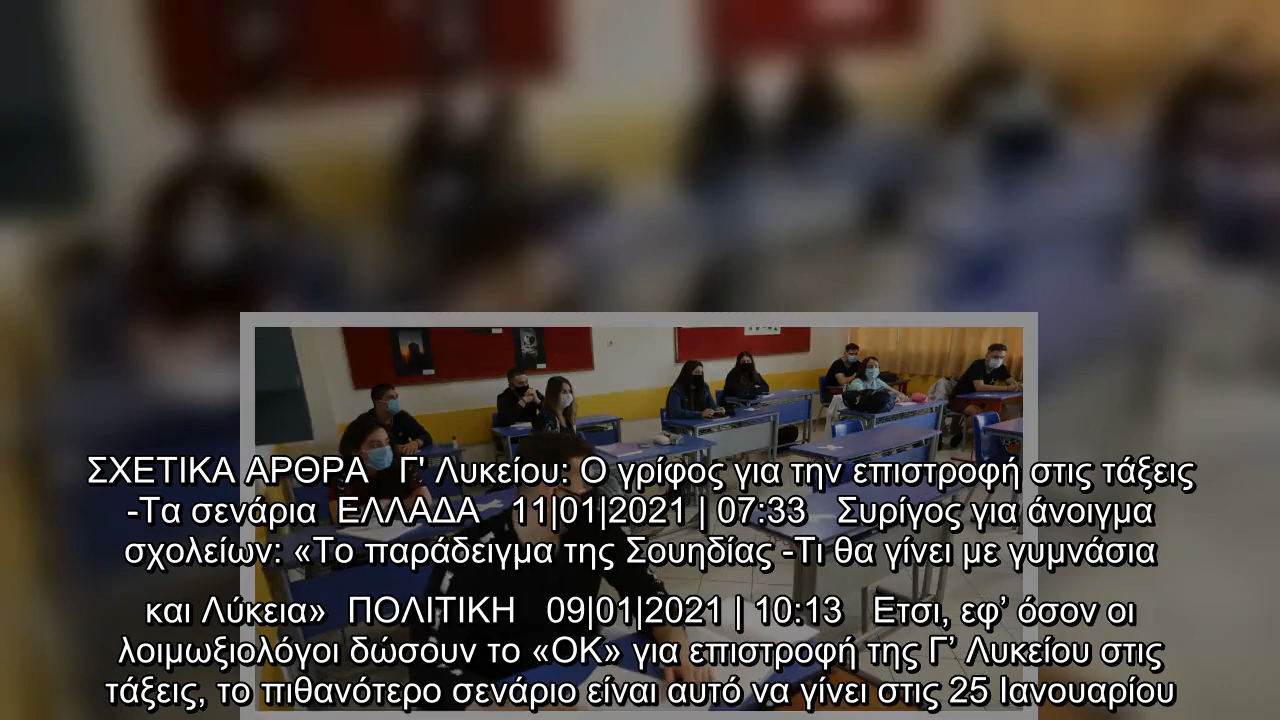 ΣΧΕΤΙΚΑ ΑΡΘΡΑ   Γ' Λυκείου: Ο γρίφος για την επιστροφή στις τάξεις
-Τα σενάρια  ΕΛΛΑΔΑ   11|01|2021 | 07:33   Συρίγος για άνοιγμα
σχολείων: «Το παράδειγμα της Σουηδίας -Τι θα γίνει με γυμνάσια
και Λύκεια»  ΠΟΛΙΤΙΚΗ   09|01|2021 | 10:13   Ετσι, εφ’ όσον οι
λοιμωξιολόγοι δώσουν το «ΟΚ» για επιστροφή της Γ’ Λυκείου στις
τάξεις, το πιθανότερο σενάριο είναι αυτό να γίνει στις 25 Ιανουαρίου